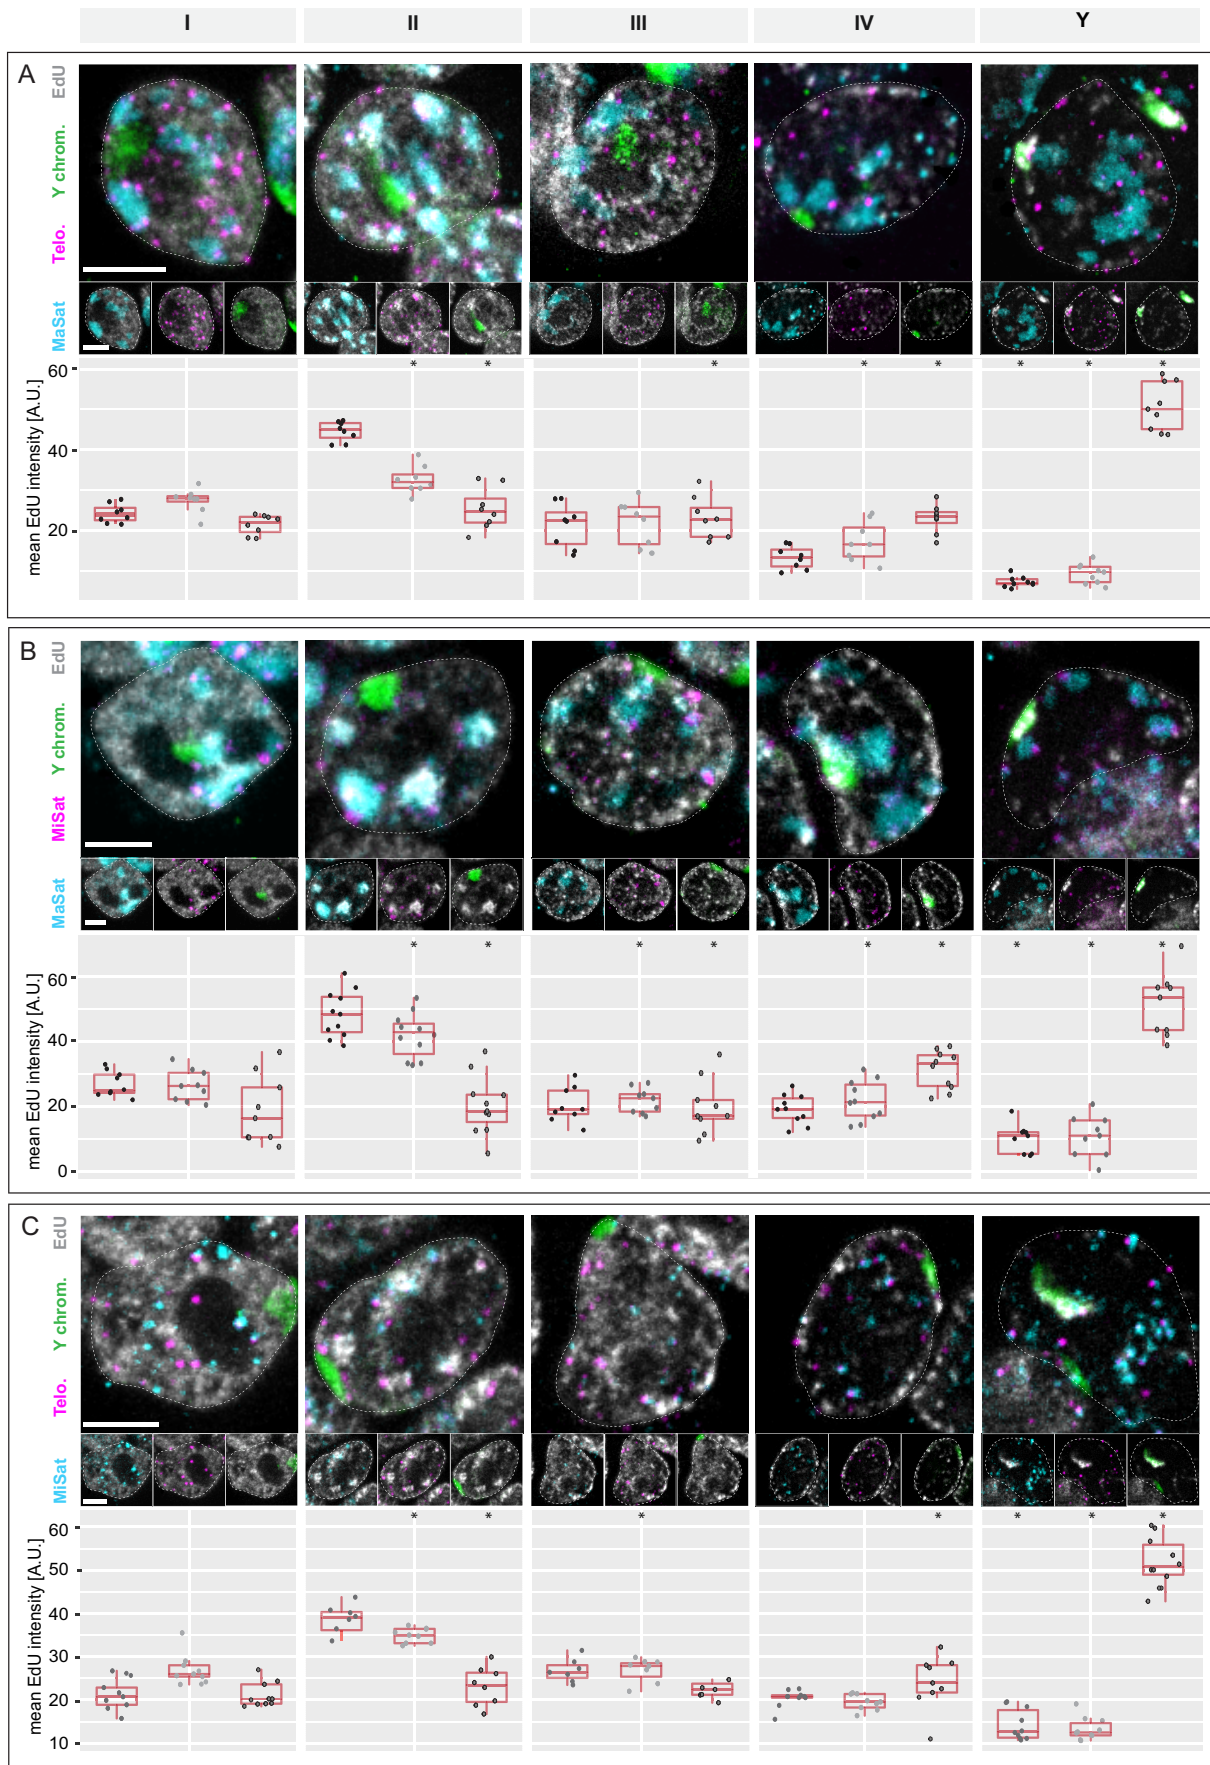 I II III IV Y
A
EdU
Y chrom.
Telo.
MaSat
* * * * * * * *
mean EdU intensity [A.U.]
60
40
20
B
EdU
Y chrom.
MiSat
MaSat
* * * * * * * * *
mean EdU intensity [A.U.]
60
40
20
0
C
EdU
Y chrom.
Telo.
MiSat
* * * * * * *
mean EdU intensity [A.U.]
60
50
40
30
20
10